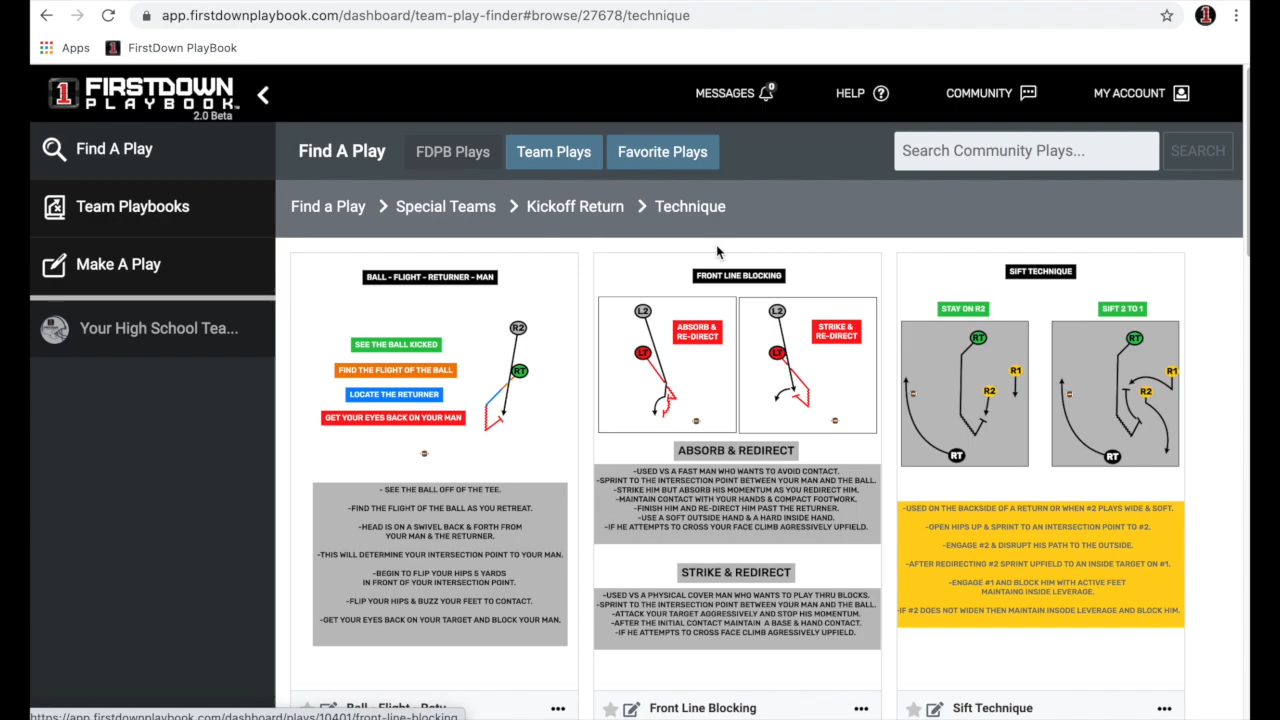 app.firstdownplaybook.com/dashboard/team-play-finder#browse/27678/technique
Apps
FirstDown PlayBook
1 FIRSTDOWN
PLAYBOOK
2.0 Beta
MESSAGES 0
HELP ?
COMMUNITY
MY ACCOUNT
Find A Play
Team Playbooks
Make A Play
Your High School Tea...
Find A Play
FDPB Plays
Team Plays
Favorite Plays
Search Community Plays...
SEARCH
Find a Play > Special Teams > Kickoff Return > Technique
BALL - FLIGHT - RETURNER - MAN
R2
SEE THE BALL KICKED
FIND THE FLIGHT OF THE BALL
RT
LOCATE THE RETURNER
GET YOUR EYES BACK ON YOUR MAN
- SEE THE BALL OFF OF THE TEE.
-FIND THE FLIGHT OF THE BALL AS YOU RETREAT.
-HEAD IS ON A SWIVEL BACK & FORTH FROM
YOUR MAN & THE RETURNER.
-THIS WILL DETERMINE YOUR INTERSECTION POINT TO YOUR MAN.
-BEGIN TO FLIP YOUR HIPS 5 YARDS
IN FRONT OF YOUR INTERSECTION POINT.
-FLIP YOUR HIPS & BUZZ YOUR FEET TO CONTACT.
-GET YOUR EYES BACK ON YOUR TARGET AND BLOCK YOUR MAN.
FRONT LINE BLOCKING
L2
ABSORB &
RE-DIRECT
LT
L2
STRIKE &
RE-DIRECT
LT
ABSORB & REDIRECT
-USED VS A FAST MAN WHO WANTS TO AVOID CONTACT.
-SPRINT TO THE INTERSECTION POINT BETWEEN YOUR MAN AND THE BALL.
-STRIKE HIM BUT ABSORB HIS MOMENTUM AS YOU REDIRECT HIM.
-MAINTAIN CONTACT WITH YOUR HANDS & COMPACT FOOTWORK.
-FINISH HIM AND RE-DIRECT HIM PAST THE RETURNER.
-USE A SOFT OUTSIDE HAND & A HARD INSIDE HAND.
-IF HE ATTEMPTS TO CROSS YOUR FACE CLIMB AGRESSIVELY UPFIELD.
STRIKE & REDIRECT
-USED VS A PHYSICAL COVER MAN WHO WANTS TO PLAY THRU BLOCKS.
-SPRINT TO THE INTERSECTION POINT BETWEEN YOUR MAN AND THE BALL.
-ATTACK YOUR TARGET AGGRESSIVELY AND STOP HIS MOMENTUM.
-AFTER THE INITIAL CONTACT MAINTAIN A BASE & HAND CONTACT.
-IF HE ATTEMPTS TO CROSS FACE CLIMB AGRESSIVELY UPFIELD.
SIFT TECHNIQUE
STAY ON R2
RT
R1
R2
RT
SIFT 2 TO 1
RT
R1
R2
RT
-USED ON THE BACKSIDE OF A RETURN OR WHEN #2 PLAYS WIDE & SOFT.
-OPEN HIPS UP & SPRINT TO AN INTERSECTION POINT TO #2.
-ENGAGE #2 & DISRUPT HIS PATH TO THE OUTSIDE.
-AFTER REDIRECTING #2 SPRINT UPFIELD TO AN INSIDE TARGET ON #1.
-ENGAGE #1 AND BLOCK HIM WITH ACTIVE FEET
MAINTAING INSIDE LEVERAGE.
-IF #2 DOES NOT WIDEN THEN MAINTAIN INSODE LEVERAGE AND BLOCK HIM.
Ball - Flight - Retu
Front Line Blocking
Sift Technique
https://app.firstdownplaybook.com/dashboard/plays/10401/front-line-blocking